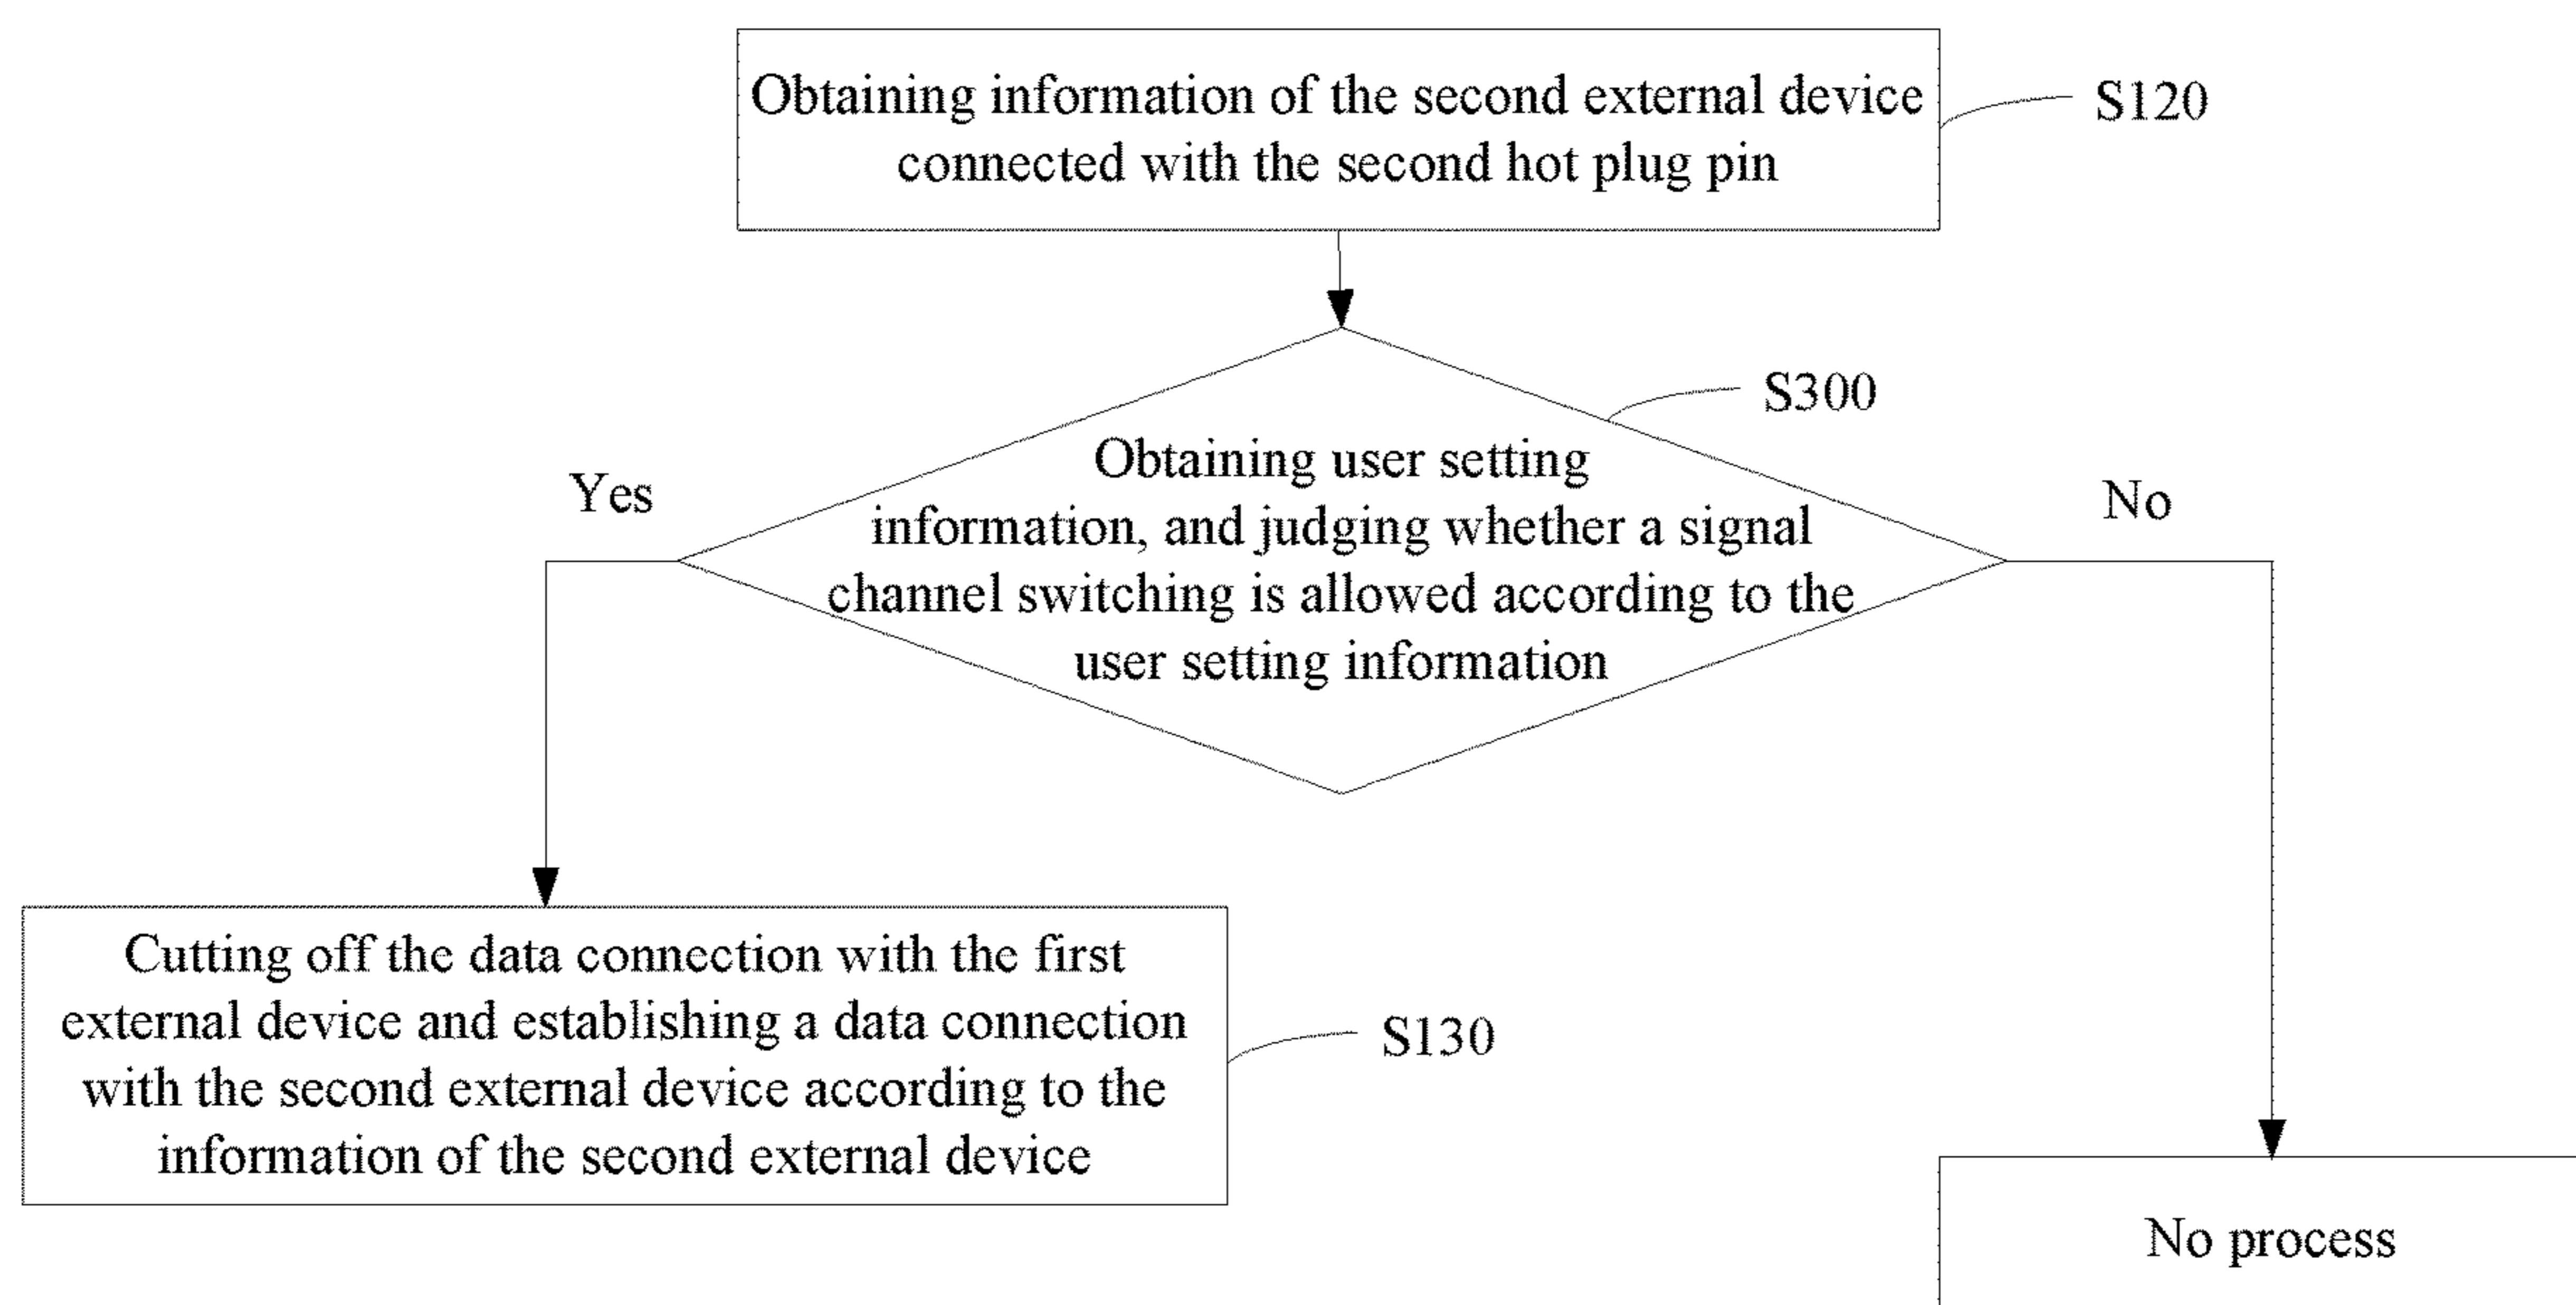 Obtaining information of the second external device
connected with the second hot plug pin
S120
S300
Obtaining user setting
information, and judging whether a signal
channel switching is allowed according to the
user setting information
Yes
No
Cutting off the data connection with the first
external device and establishing a data connection
with the second external device according to the
information of the second external device
S130
No process